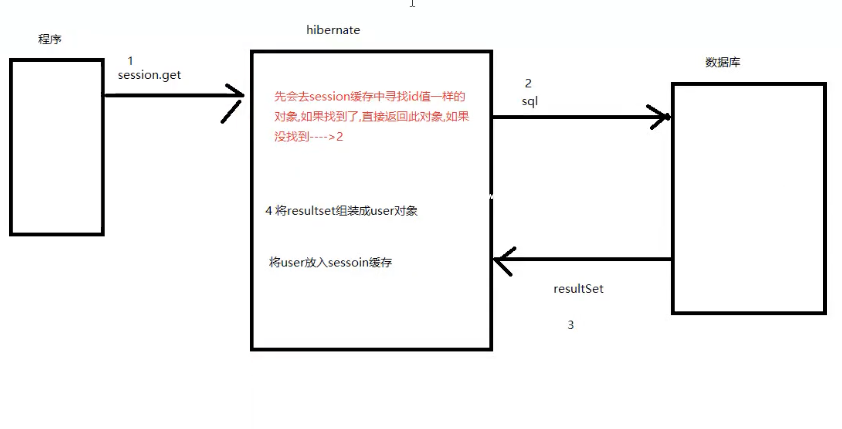 hibernate
程序
1
session.get
数据库
先会去session缓存中寻找id值一样的
对象,如果找到了,直接返回此对象,如果
没找到---->2
2
sql
4 将resultset组装成user对象
将user放入sessoin缓存
resultSet
3